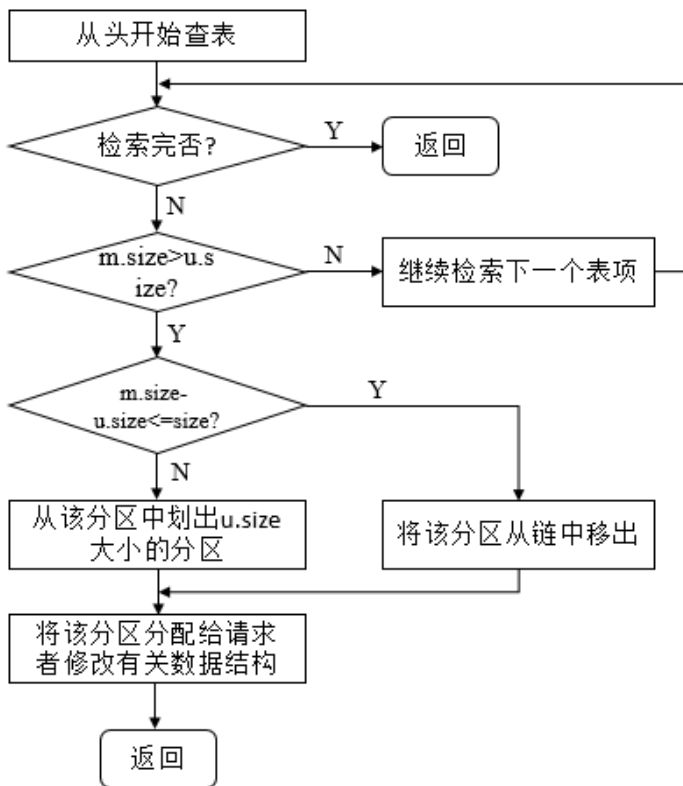 从头开始查表
检索完否?
Y
返回
N
m.size>u.s
ize?
N
继续检索下一个表项
Y
m.size-
u.size<=size?
Y
N
从该分区中划出u.size
大小的分区
将该分区从链中移出
将该分区分配给请求
者修改有关数据结构
返回